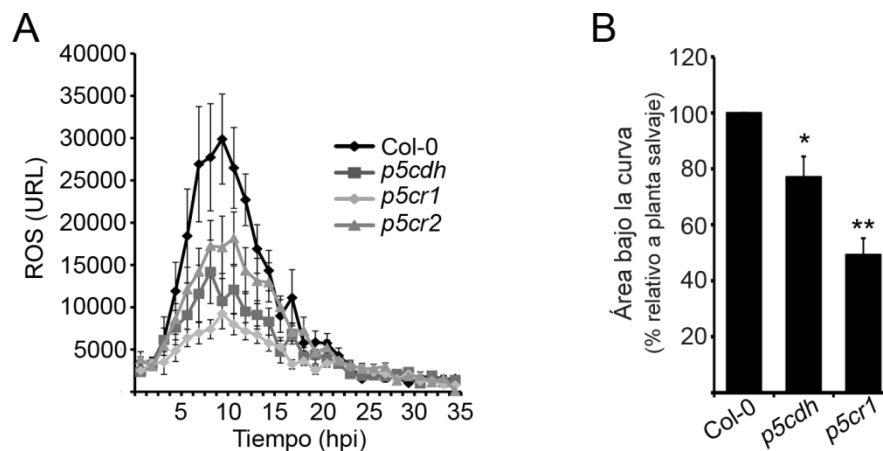 A
ROS (URL)
40000
35000
30000
25000
20000
15000
10000
5000
5 10 15 20 25 30 35
Tiempo (hpi)
Col-0
p5cdh
p5cr1
p5cr2
B
Área bajo la curva
(% relativo a planta salvaje)
120
100
80
60
40
20
*
**
Col-0
p5cdh
p5cr1